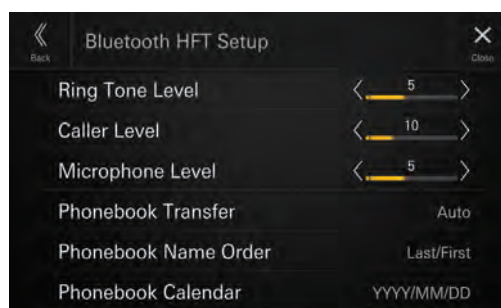 Back
Bluetooth HFT Setup
Close
Ring Tone Level 5
Caller Level 10
Microphone Level 5
Phonebook Transfer Auto
Phonebook Name Order Last/First
Phonebook Calendar YYYY/MM/DD